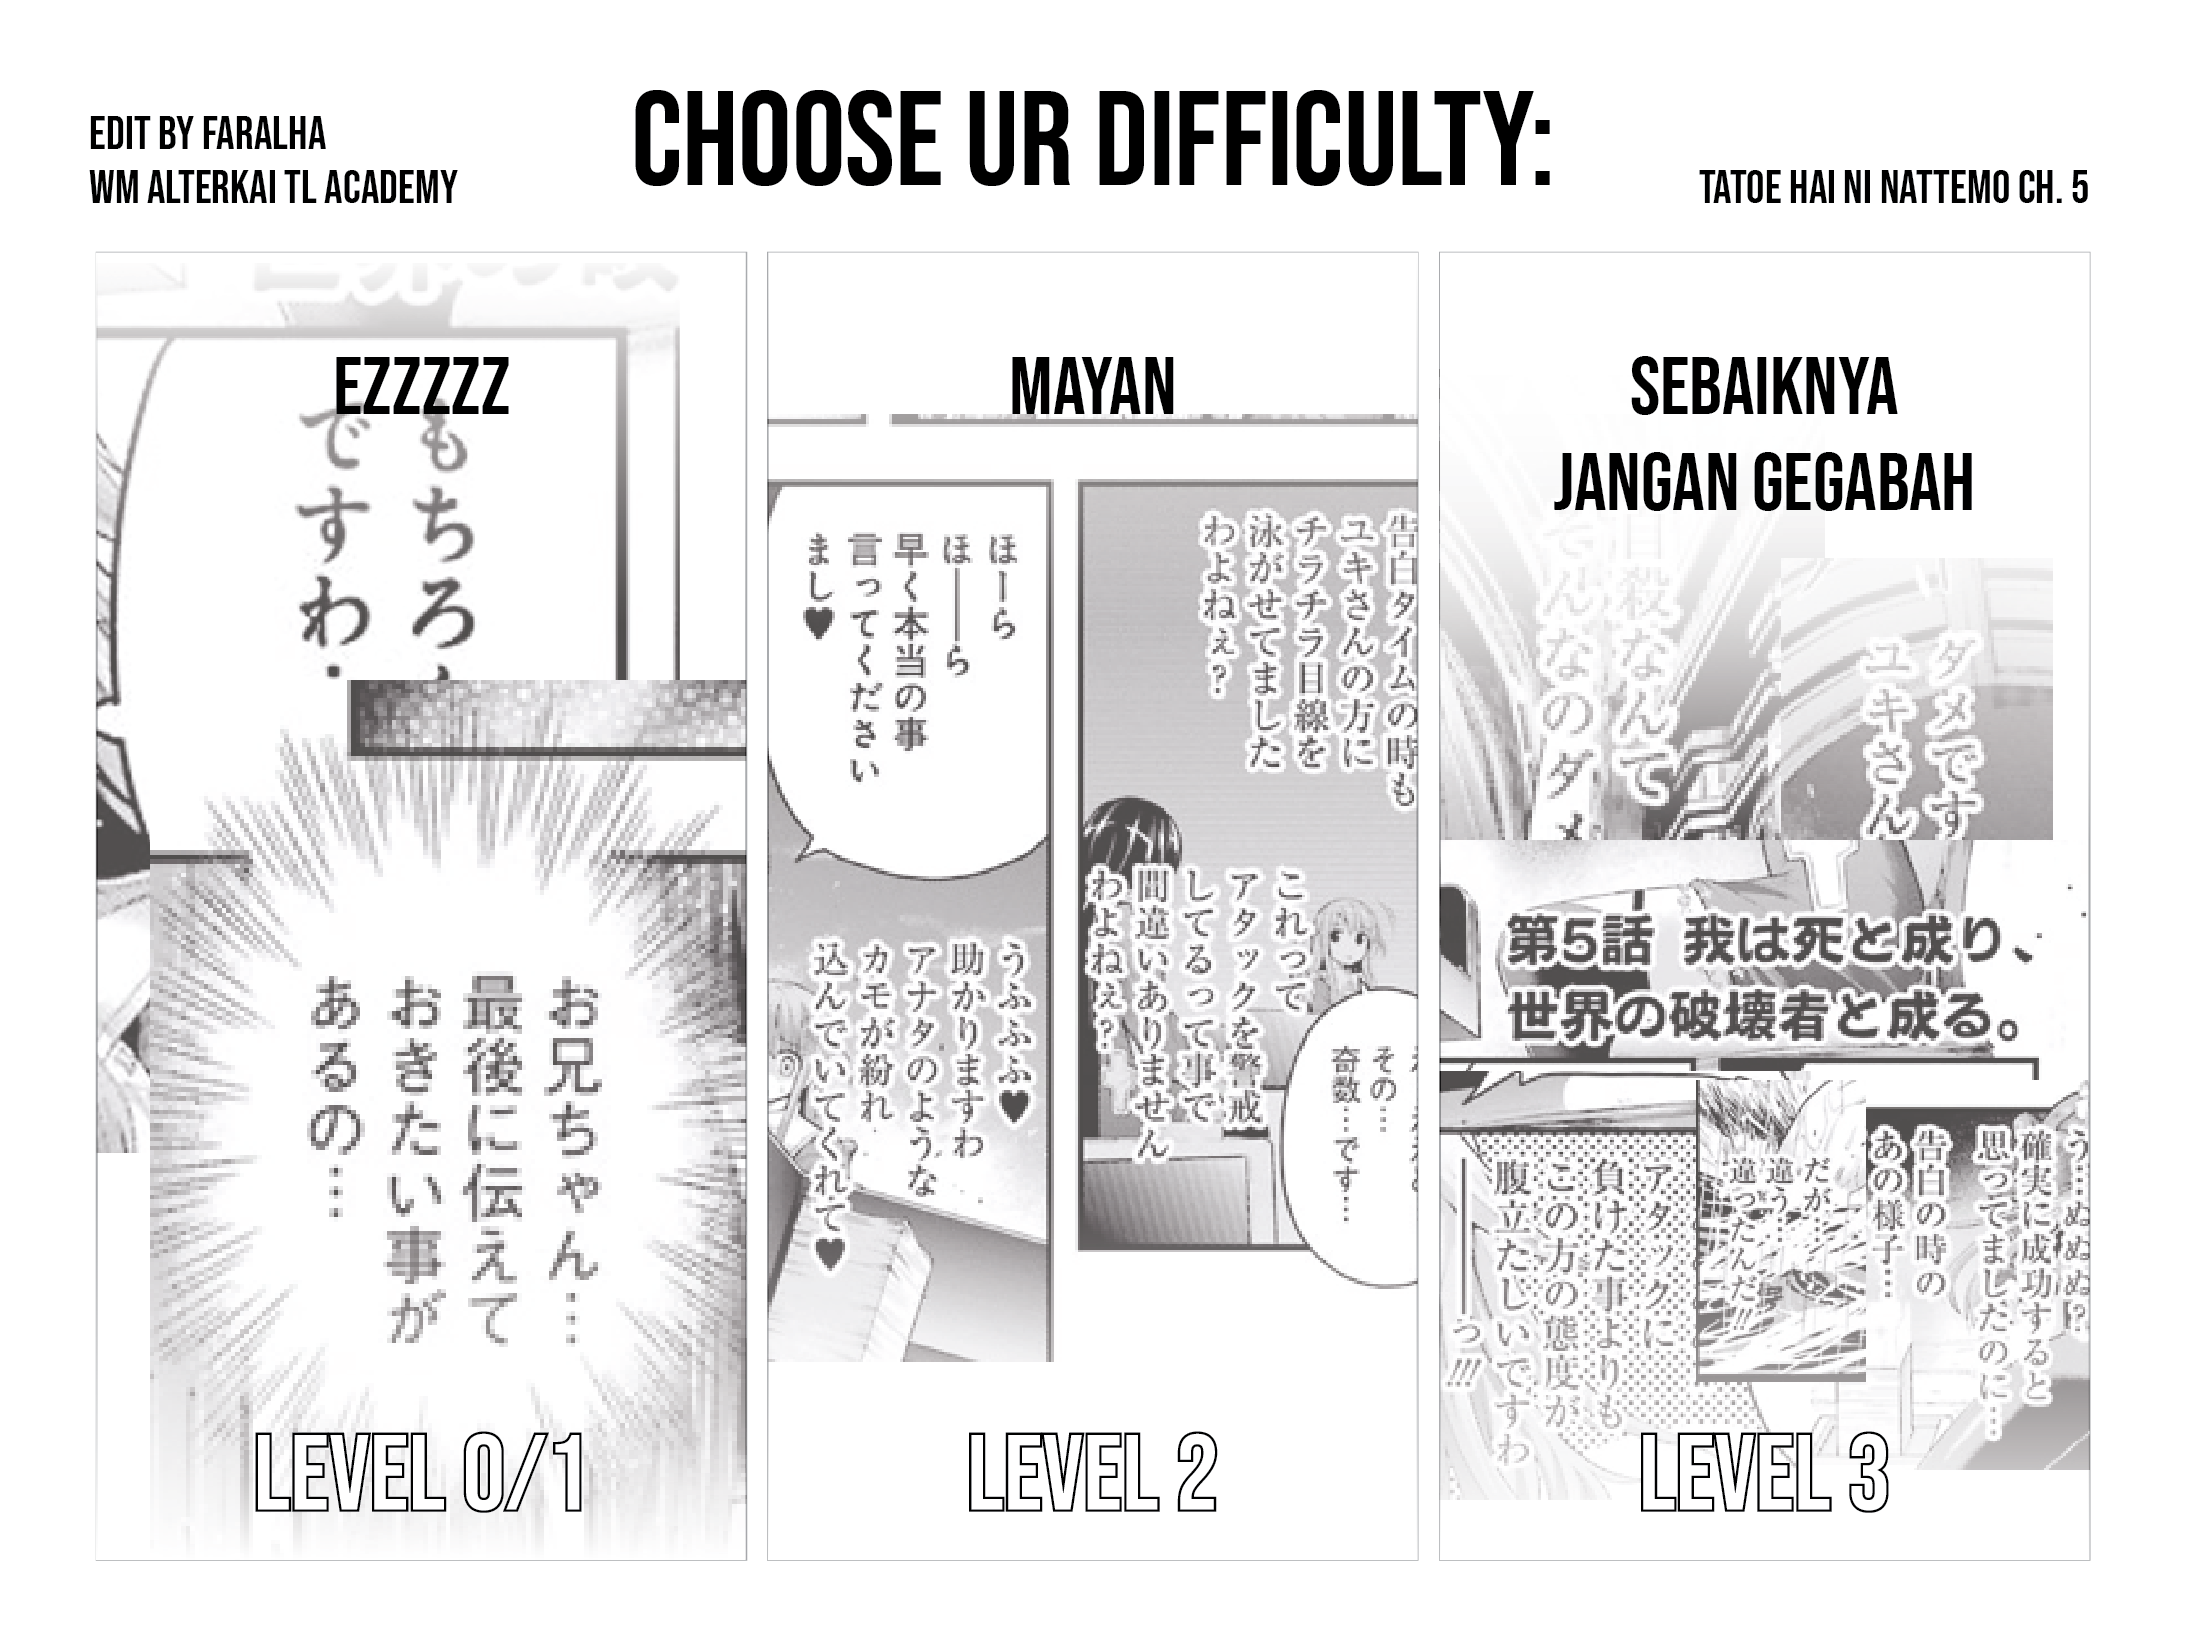 EDIT BY FARALHA
WM ALTERKAI TL ACADEMY
CHOOSE UR DIFFICULTY:
TATOE HAI NI NATTEMO CH. 5
EZZZZZ
もちろ
ですわ
お兄ちゃん…
最後に伝えて
おきたい事が
あるの…
LEVEL 0/1
MAYAN
告白タイムの時も
ユキさんの方に
チラチラ目線を
泳がせてました
わよねぇ?
ほーら
ほーーら
早く本当の事
言ってください
まし♥
これって
アタックを警戒
してるって事で
間違いありません
わよねぇ?
その…
奇数…です…
うふふふ♥
助かりますわ
アナタのような
カモが紛れ
込んでいてくれて♥
LEVEL 2
SEBAIKNYA
JANGAN GEGABAH
ダメです
ユキさん
自殺なんて
そんなのダメ
第5話 我は死と成り、
世界の破壊者と成る。
う…ぬぬぬ!?
確実に成功すると
思ってましたのに…
告白の時の
あの様子…
だが…
違う…
違ったんだ!!
アタックに
負けた事よりも
この方の態度が
腹立たしいですわ
ーーっ!!!
LEVEL 3